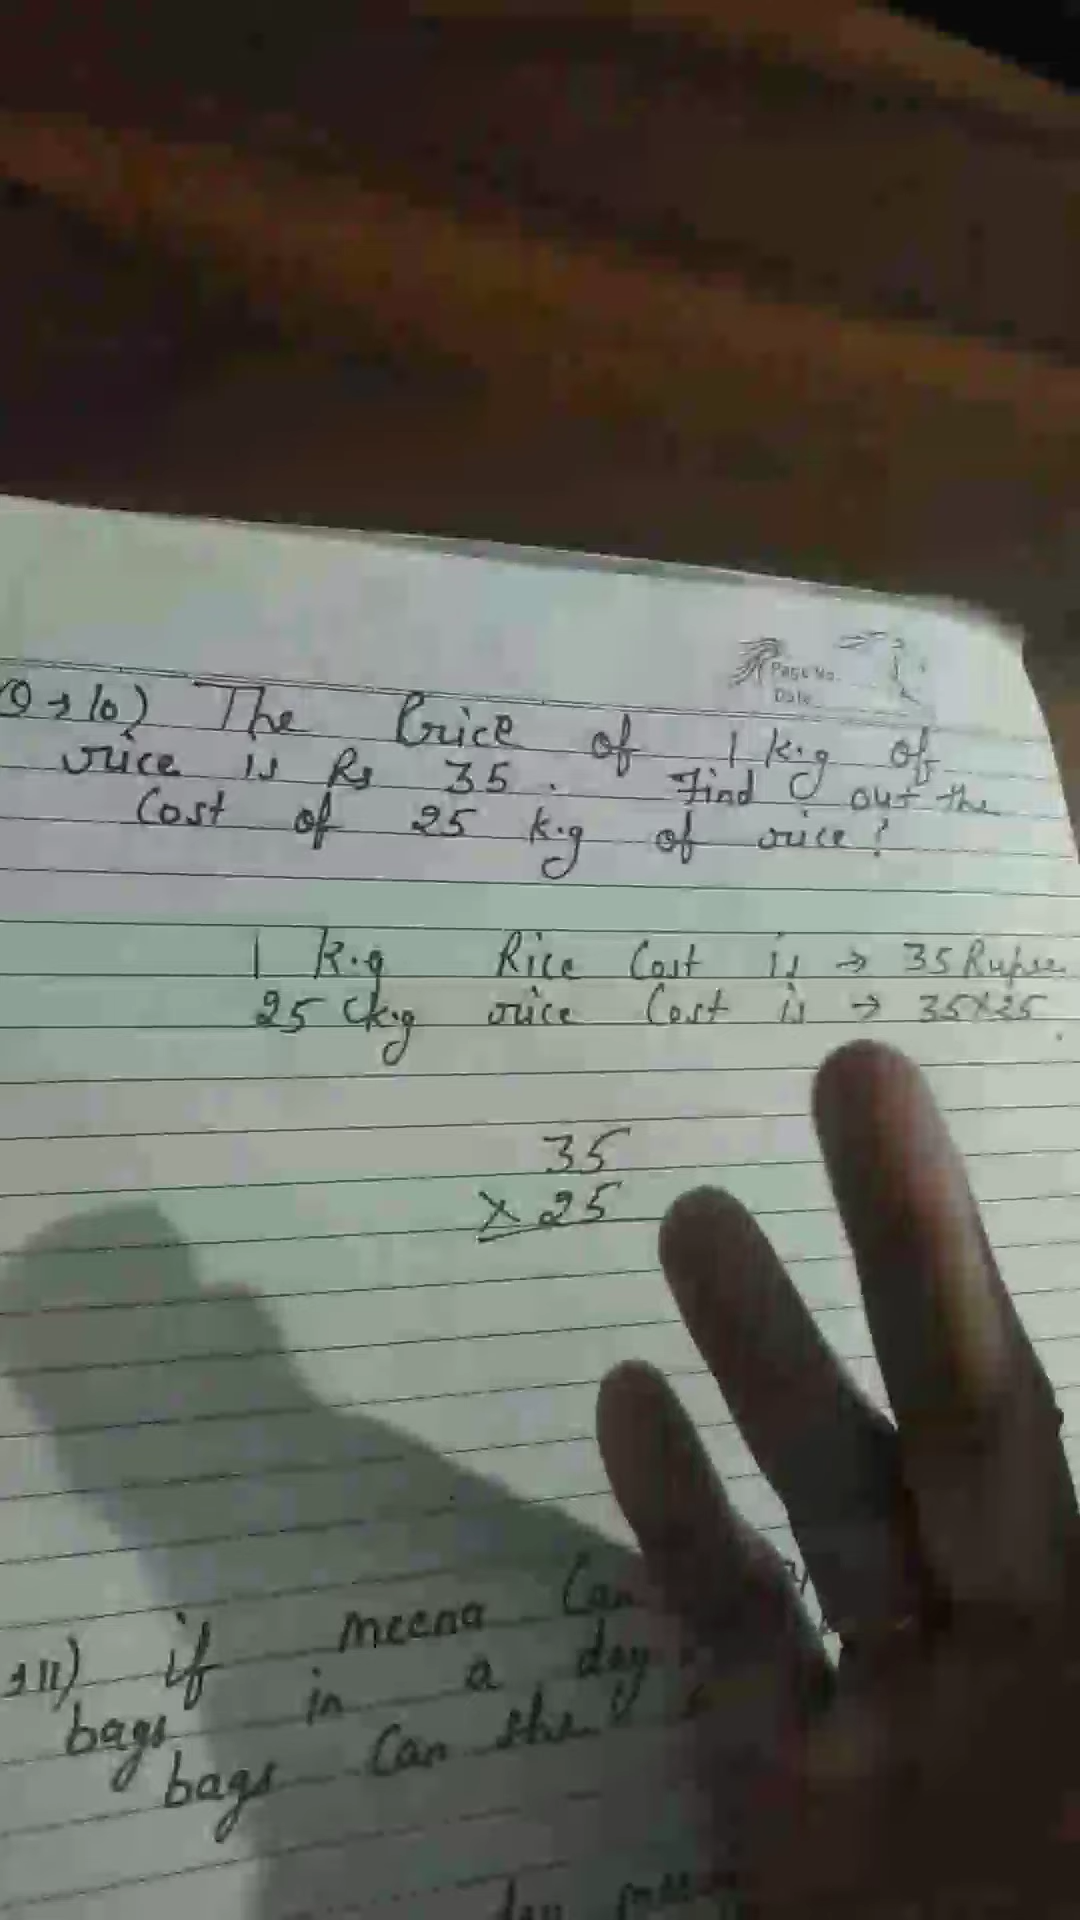 Page No.
Date
Q→10) The Price of 1 k.g of
rice is Rs 35. Find out the
Cost of 25 k.g of rice?
1 k.g Rice Cost is → 35 Rupee
25 kg rice Cost is → 35x25
35
x 25
11) if meena Can
bags in a day
bags Can she